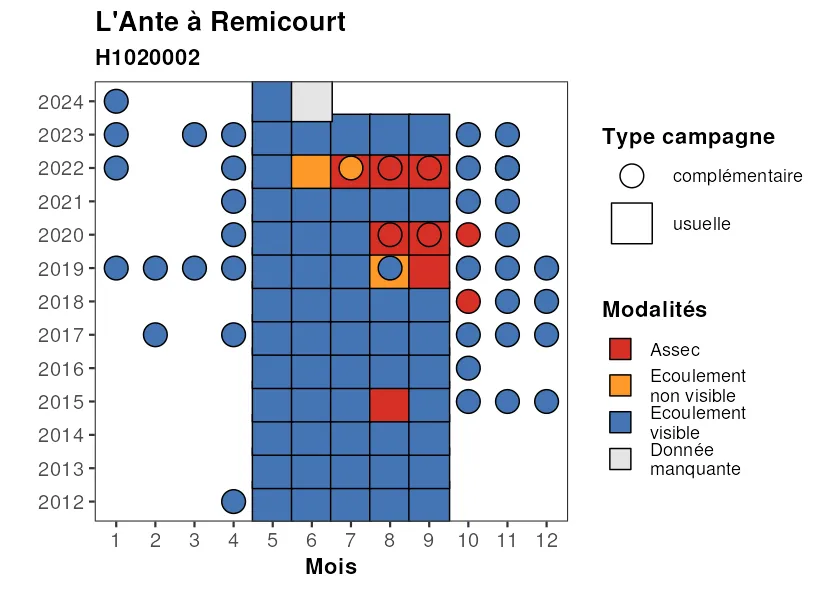 L'Ante à Remicourt
H1020002
2024
2023
2022
2021
2020
2019
2018
2017
2016
2015
2014
2013
2012
1 2 3 4 5 6 7 8 9 10 11 12
Mois
Type campagne
complémentaire
usuelle
Modalités
Assec
Ecoulement
non visible
Ecoulement
visible
Donnée
manquante